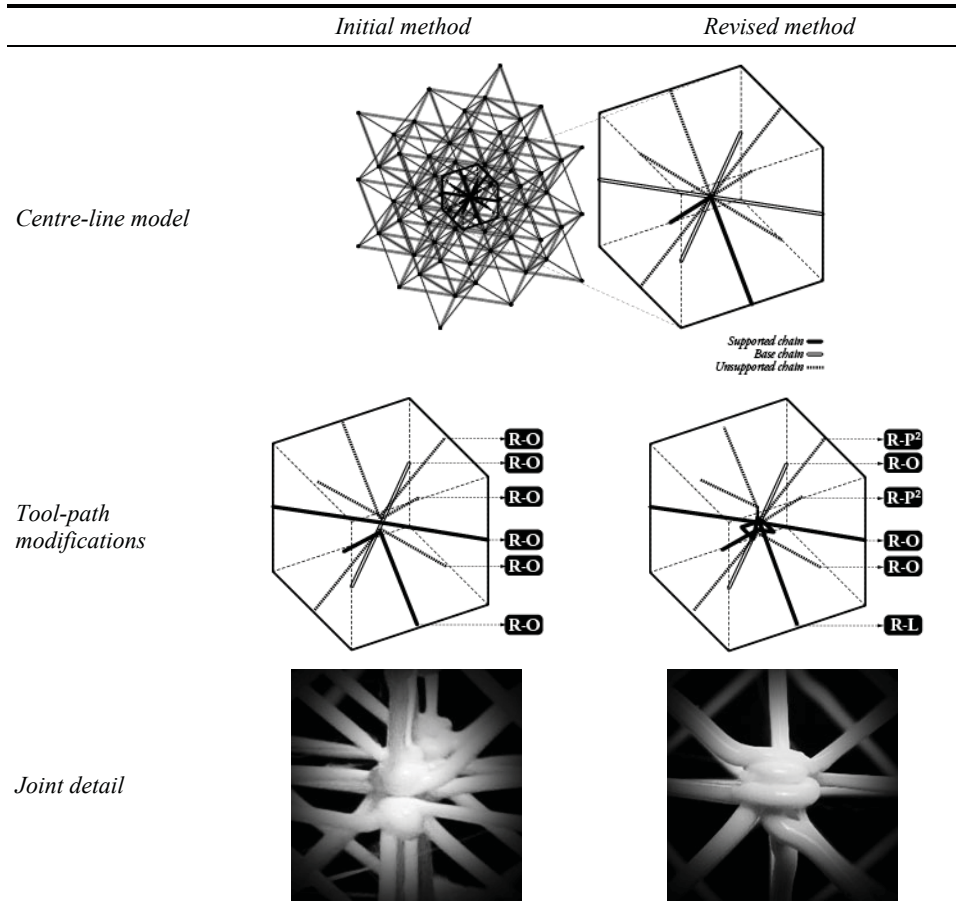 Initial method Revised method
Centre-line model
Supported chain
Base chain
Unsupported chain
Tool-path
modifications
R-O
R-O
R-O
R-O
R-O
R-O
R-P²
R-O
R-P²
R-O
R-O
R-L
Joint detail